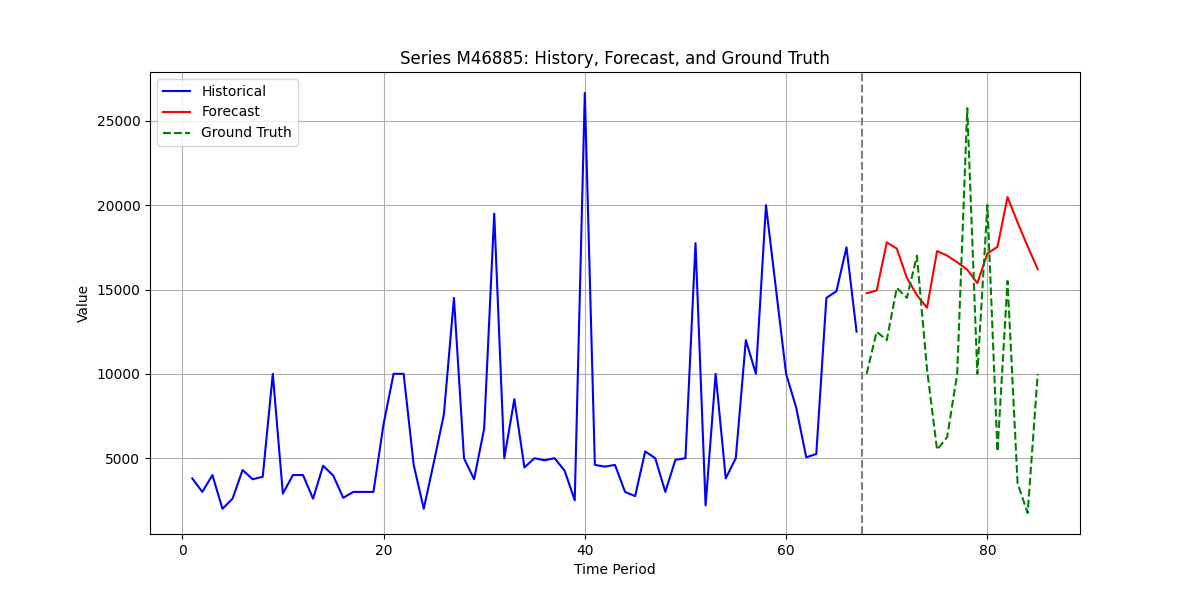 Series M46885: History, Forecast, and Ground Truth
Historical
Forecast
Ground Truth
25000
20000
15000
10000
5000
Value
0 20 40 60 80
Time Period